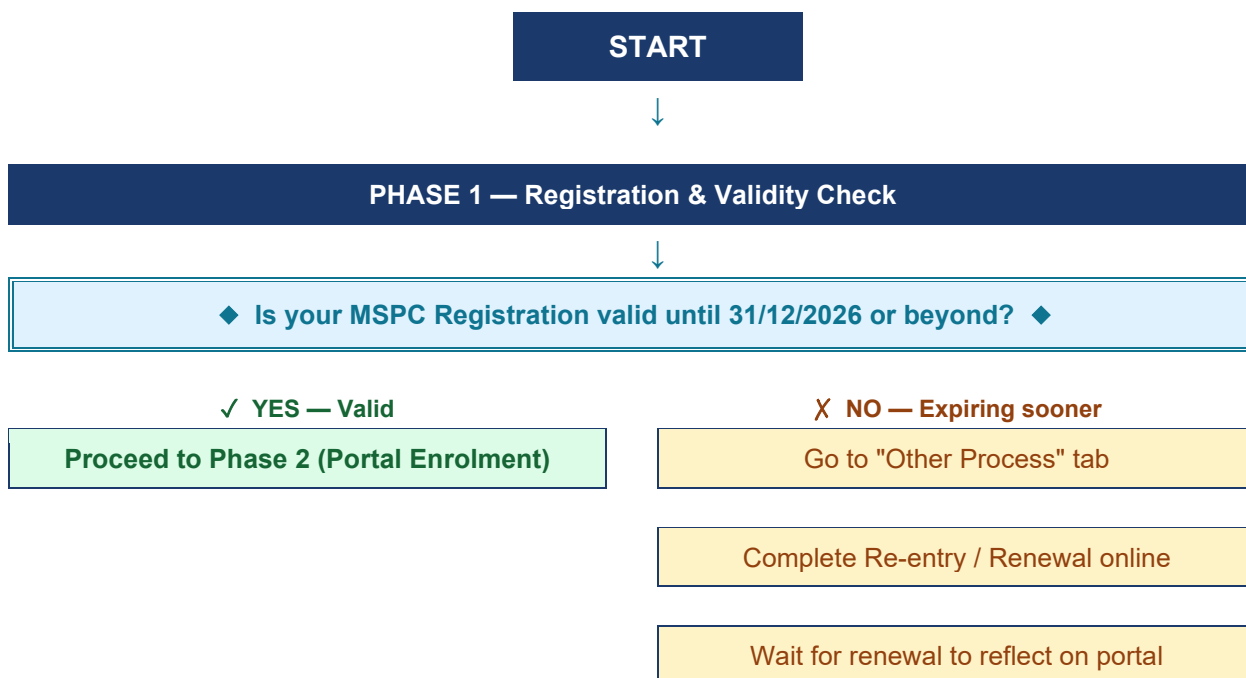 START
↓
PHASE 1 — Registration & Validity Check
↓
◆ Is your MSPC Registration valid until 31/12/2026 or beyond? ◆
✓ YES — Valid
Proceed to Phase 2 (Portal Enrolment)
✗ NO — Expiring sooner
Go to "Other Process" tab
Complete Re-entry / Renewal online
Wait for renewal to reflect on portal